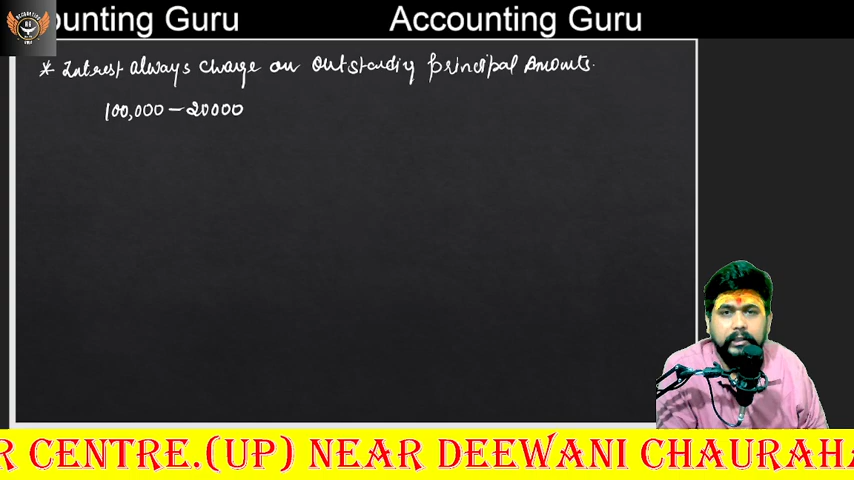 ounting Guru
Accounting Guru
* Interest always charge on outstanding principal Amounts.
100,000 - 20000
R CENTRE.(UP) NEAR DEEWANI CHAURAHA